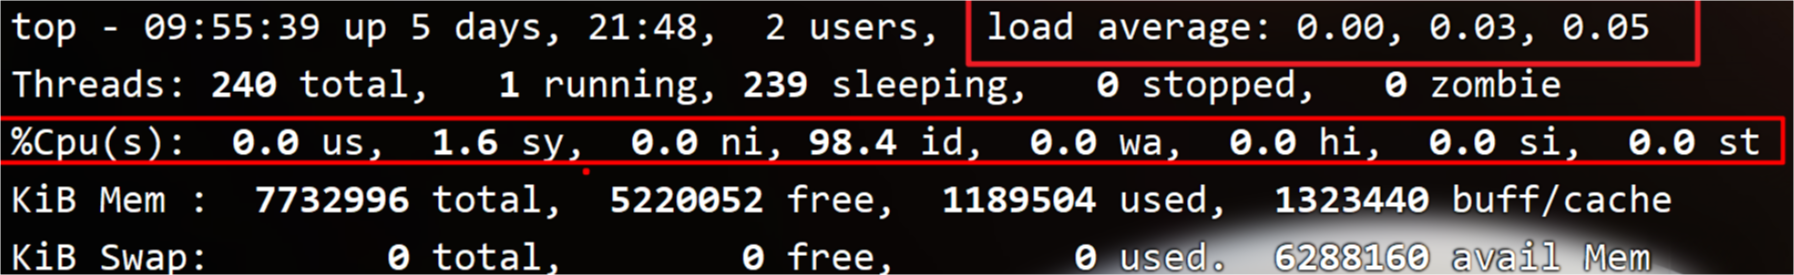 top - 09:55:39 up 5 days, 21:48,  2 users,  load average: 0.00, 0.03, 0.05
Threads: 240 total,   1 running, 239 sleeping,   0 stopped,   0 zombie
%Cpu(s):  0.0 us,  1.6 sy,  0.0 ni, 98.4 id,  0.0 wa,  0.0 hi,  0.0 si,  0.0 st
KiB Mem :  7732996 total,  5220052 free,  1189504 used,  1323440 buff/cache
KiB Swap:        0 total,        0 free,        0 used.  6288160 avail Mem